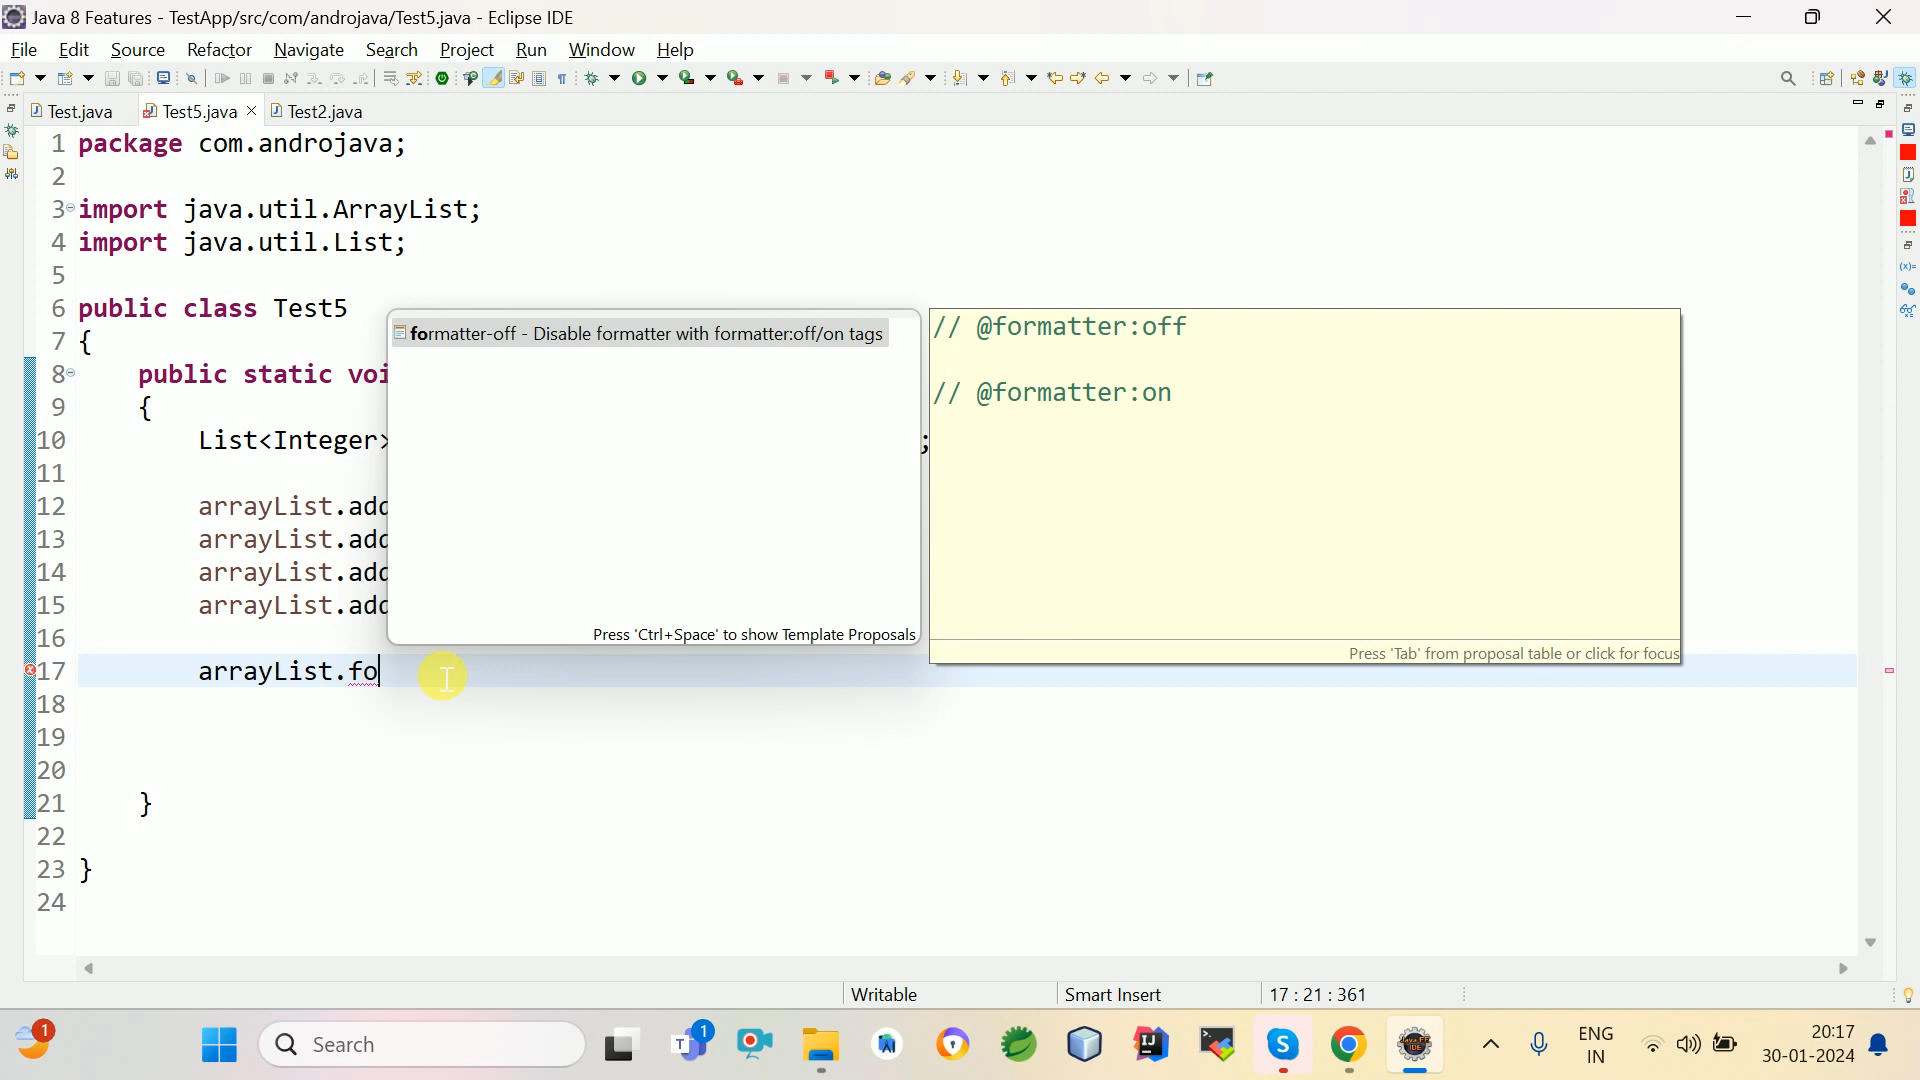 Java 8 Features - TestApp/src/com/androjava/Test5.java - Eclipse IDE
File Edit Source Refactor Navigate Search Project Run Window Help
Test.java Test5.java Test2.java
1 package com.androjava;
2
3 import java.util.ArrayList;
4 import java.util.List;
5
6 public class Test5
7 {
8 public static voi
9 {
10 List<Integer> ;
11
12 arrayList.add
13 arrayList.add
14 arrayList.add
15 arrayList.add
16
17 arrayList.fo
18
19
20
21 }
22
23 }
24
formatter-off - Disable formatter with formatter:off/on tags
Press 'Ctrl+Space' to show Template Proposals
// @formatter:off
// @formatter:on
Press 'Tab' from proposal table or click for focus
Writable Smart Insert 17 : 21 : 361
1 Search 1 ENG 20:17
IN 30-01-2024